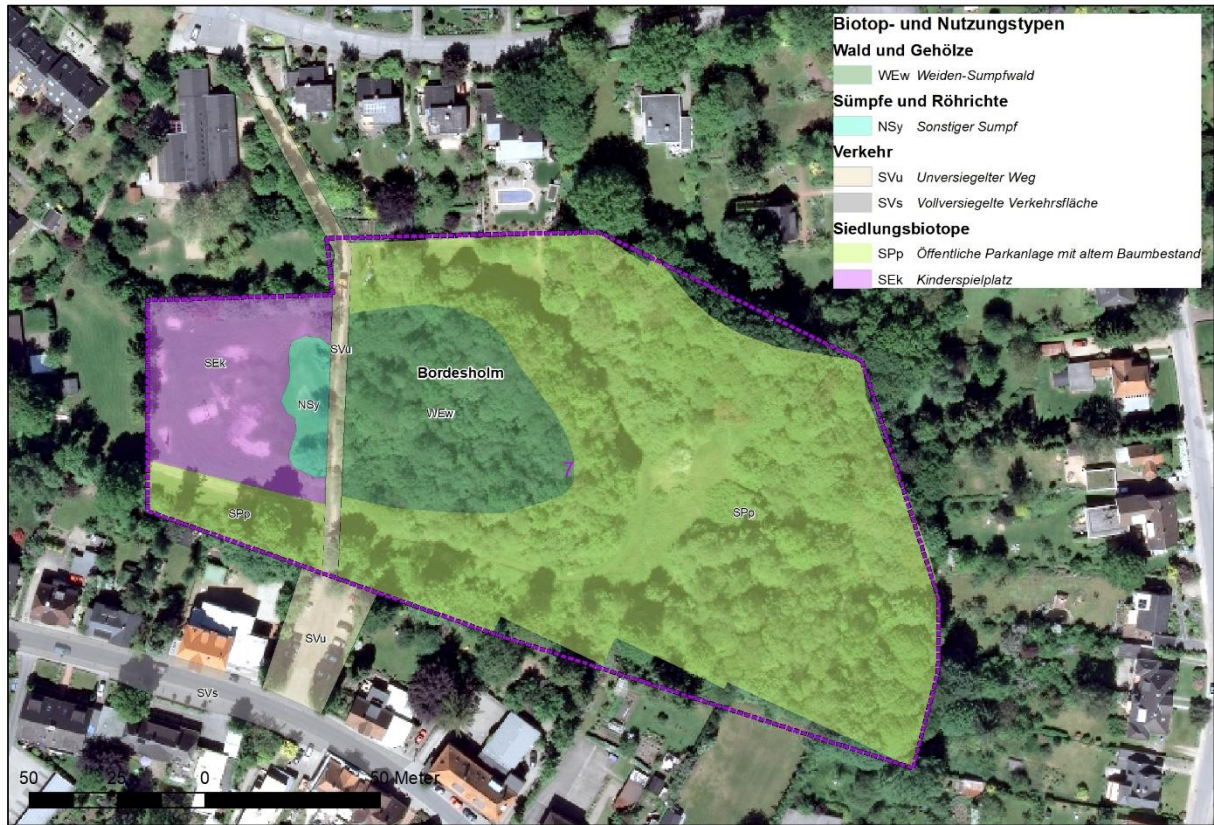 Biotop- und Nutzungstypen
Wald und Gehölze
WEw Weiden-Sumpfwald
Sümpfe und Röhrichte
NSy Sonstiger Sumpf
Verkehr
SVu Unversiegelter Weg
SVs Vollversiegelte Verkehrsfläche
Siedlungsbiotope
SPp Öffentliche Parkanlage mit altem Baumbestand
SEk Kinderspielplatz
SVu
SEk
Bordesholm
NSy
WEw
7
SPp
SPp
SVu
SVs
50 25 0 50 Meter